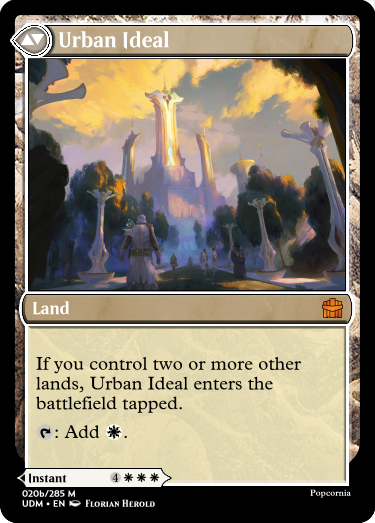 Urban Ideal
Land
If you control two or more other
lands, Urban Ideal enters the
battlefield tapped.
: Add .
Instant 4
020b/285 M
Popcornia
UDM • EN Florian Herold